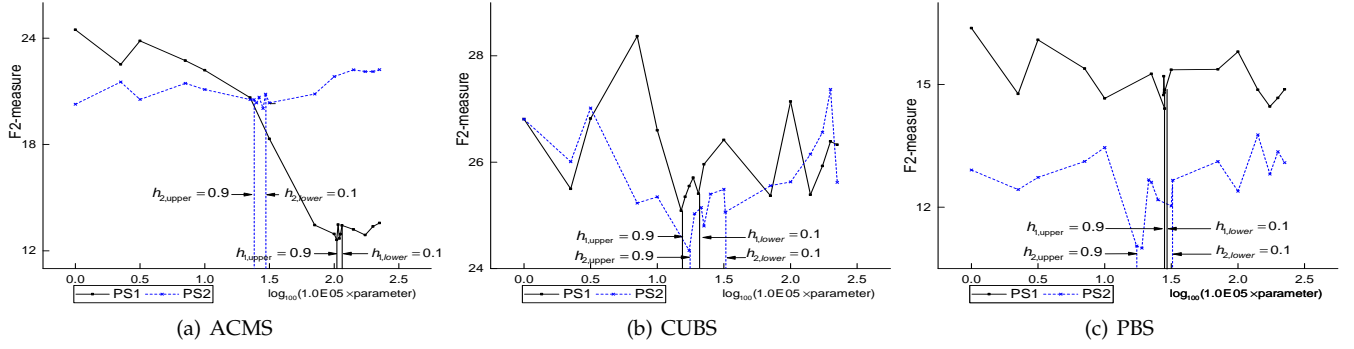 24
18
12
F2-measure
h2,upper = 0.9
h2,lower = 0.1
h1,upper = 0.9
h1,lower = 0.1
0.0 0.5 1.0 1.5 2.0 2.5
PS1 PS2
log100(1.0E05×parameter)
(a) ACMS
28
26
24
F2-measure
h1,upper = 0.9
h1,lower = 0.1
h2,upper = 0.9
h2,lower = 0.1
0.0 0.5 1.0 1.5 2.0 2.5
PS1 PS2
log100(1.0E05×parameter)
(b) CUBS
15
12
F2-measure
h1,upper = 0.9
h1,lower = 0.1
h2,upper = 0.9
h2,lower = 0.1
0.0 0.5 1.0 1.5 2.0 2.5
PS1 PS2
log100(1.0E05×parameter)
(c) PBS